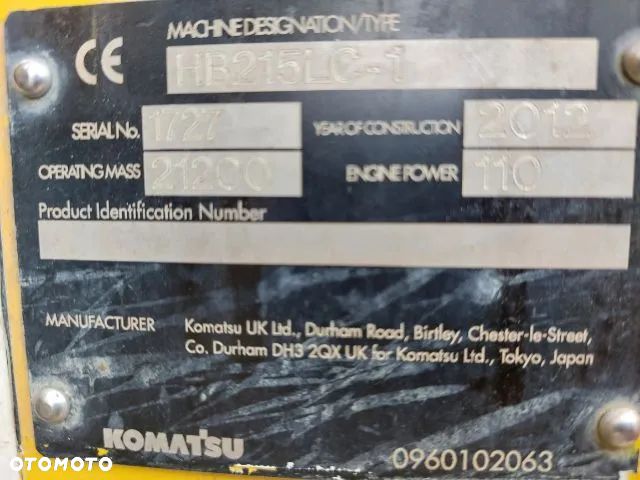 MACHINE DESIGNATION/TYPE
CE HB215LC-1
SERIAL No. 1727 YEAR OF CONSTRUCTION 2012
OPERATING MASS 21200 ENGINE POWER 110
Product Identification Number
MANUFACTURER Komatsu UK Ltd., Durham Road, Birtley, Chester-le-Street,
Co. Durham DH3 2QX UK for Komatsu Ltd., Tokyo, Japan
KOMATSU 0960102063
OTOMOTO